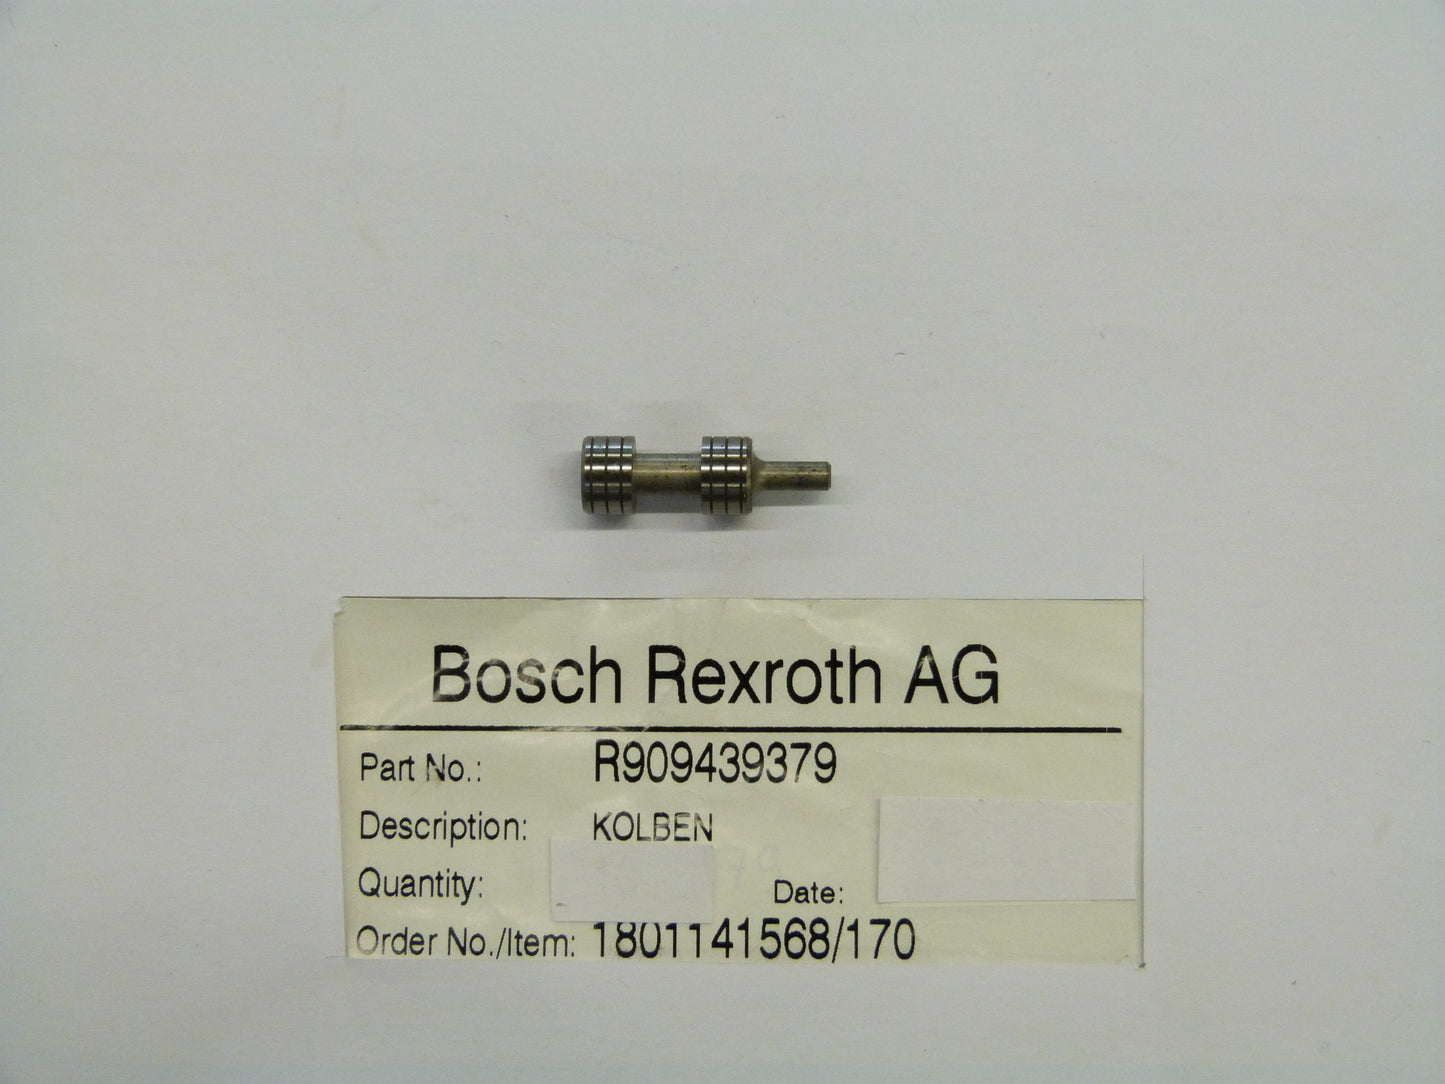 Bosch Rexroth AG
Part No.: R909439379
Description: KOLBEN
Quantity:
Date:
Order No./Item: 1801141568/170